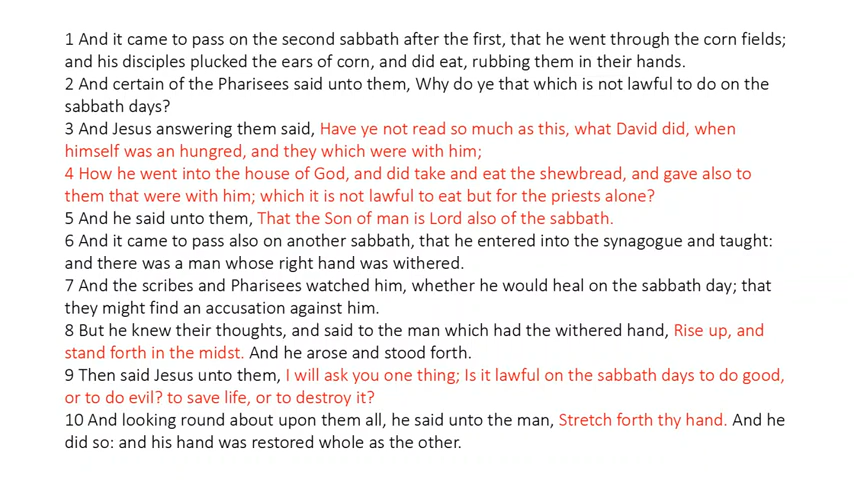 1 And it came to pass on the second sabbath after the first, that he went through the corn fields;
and his disciples plucked the ears of corn, and did eat, rubbing them in their hands.
2 And certain of the Pharisees said unto them, Why do ye that which is not lawful to do on the
sabbath days?
3 And Jesus answering them said, Have ye not read so much as this, what David did, when
himself was an hungred, and they which were with him;
4 How he went into the house of God, and did take and eat the shewbread, and gave also to
them that were with him; which it is not lawful to eat but for the priests alone?
5 And he said unto them, That the Son of man is Lord also of the sabbath.
6 And it came to pass also on another sabbath, that he entered into the synagogue and taught:
and there was a man whose right hand was withered.
7 And the scribes and Pharisees watched him, whether he would heal on the sabbath day; that
they might find an accusation against him.
8 But he knew their thoughts, and said to the man which had the withered hand, Rise up, and
stand forth in the midst. And he arose and stood forth.
9 Then said Jesus unto them, I will ask you one thing; Is it lawful on the sabbath days to do good,
or to do evil? to save life, or to destroy it?
10 And looking round about upon them all, he said unto the man, Stretch forth thy hand. And he
did so: and his hand was restored whole as the other.